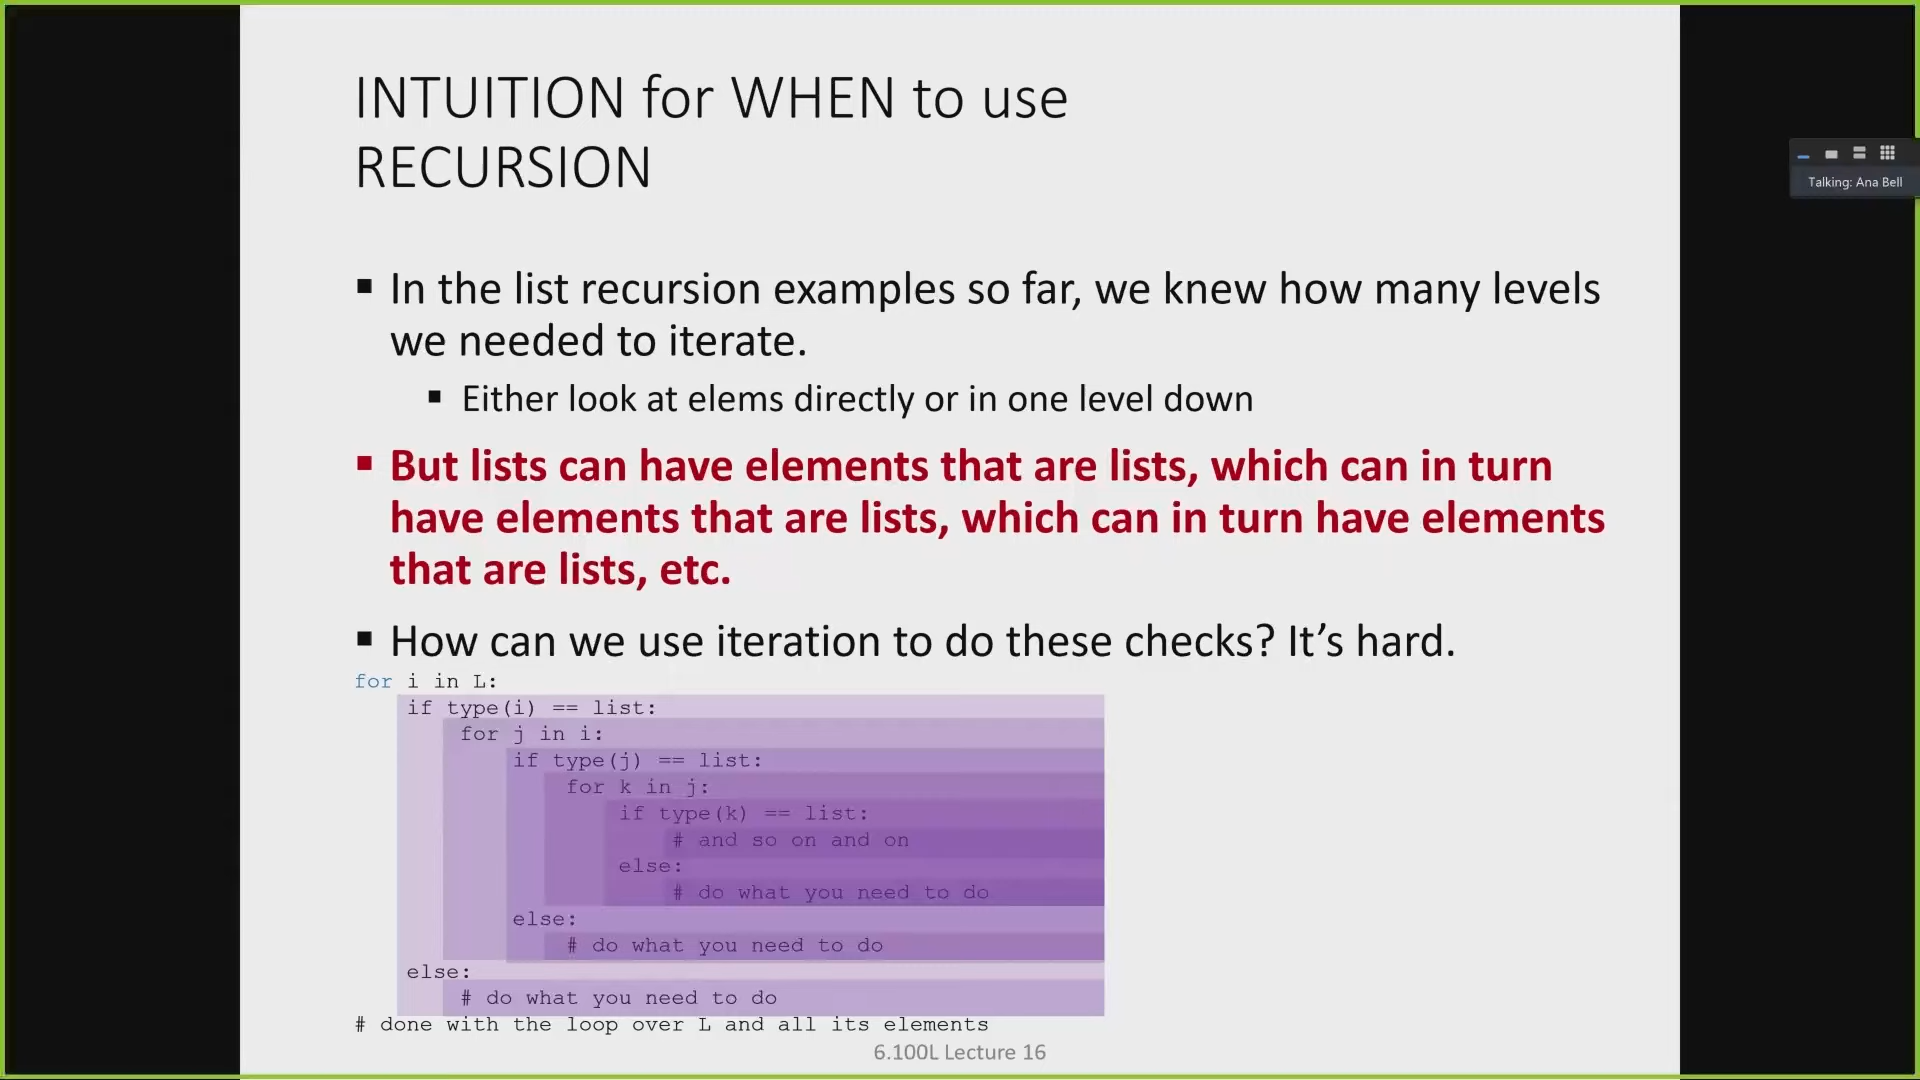 INTUITION for WHEN to use
RECURSION
Talking: Ana Bell
▪ In the list recursion examples so far, we knew how many levels
we needed to iterate.
▪ Either look at elems directly or in one level down
▪ But lists can have elements that are lists, which can in turn
have elements that are lists, which can in turn have elements
that are lists, etc.
▪ How can we use iteration to do these checks? It’s hard.
for i in L:
    if type(i) == list:
        for j in i:
            if type(j) == list:
                for k in j:
                    if type(k) == list:
                        # and so on and on
                    else:
                        # do what you need to do
            else:
                # do what you need to do
    else:
        # do what you need to do
# done with the loop over L and all its elements
6.100L Lecture 16